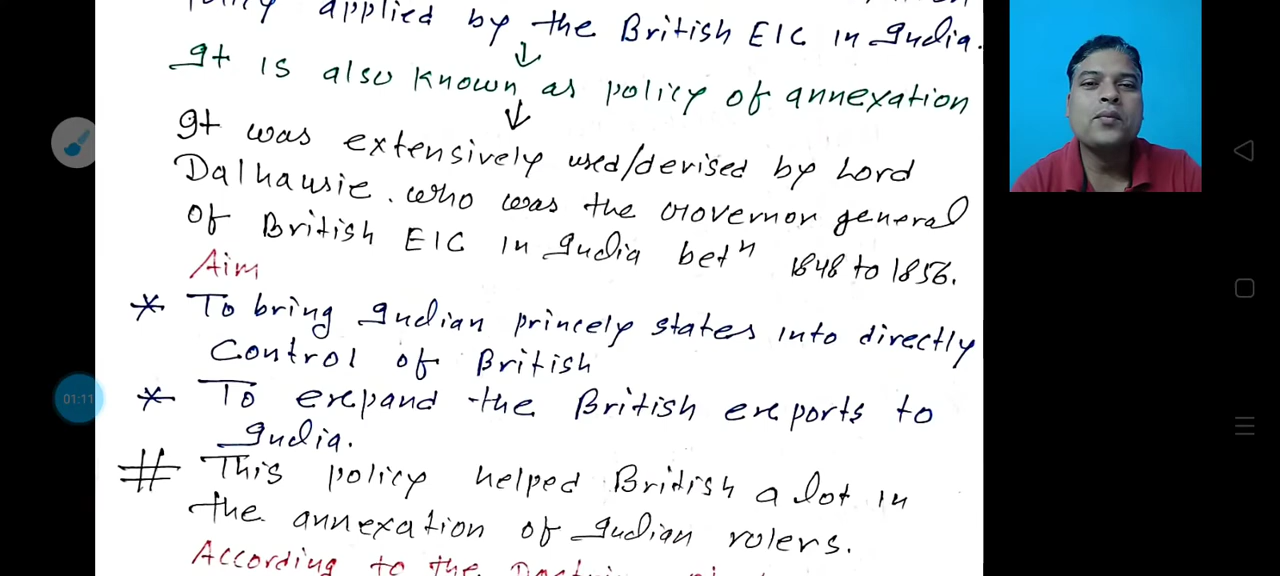 Policy applied by the British EIC in India.
It is also known as policy of annexation
It was extensively used/derised by Lord
Dalhausie. who was the Governor general
of British EIC in India betn 1848 to 1856.
Aim
* To bring Indian princely states into directly
Control of British
* To expand the British exports to
India.
# This policy helped British a lot in
the annexation of Indian rulers.
According to the
01:11